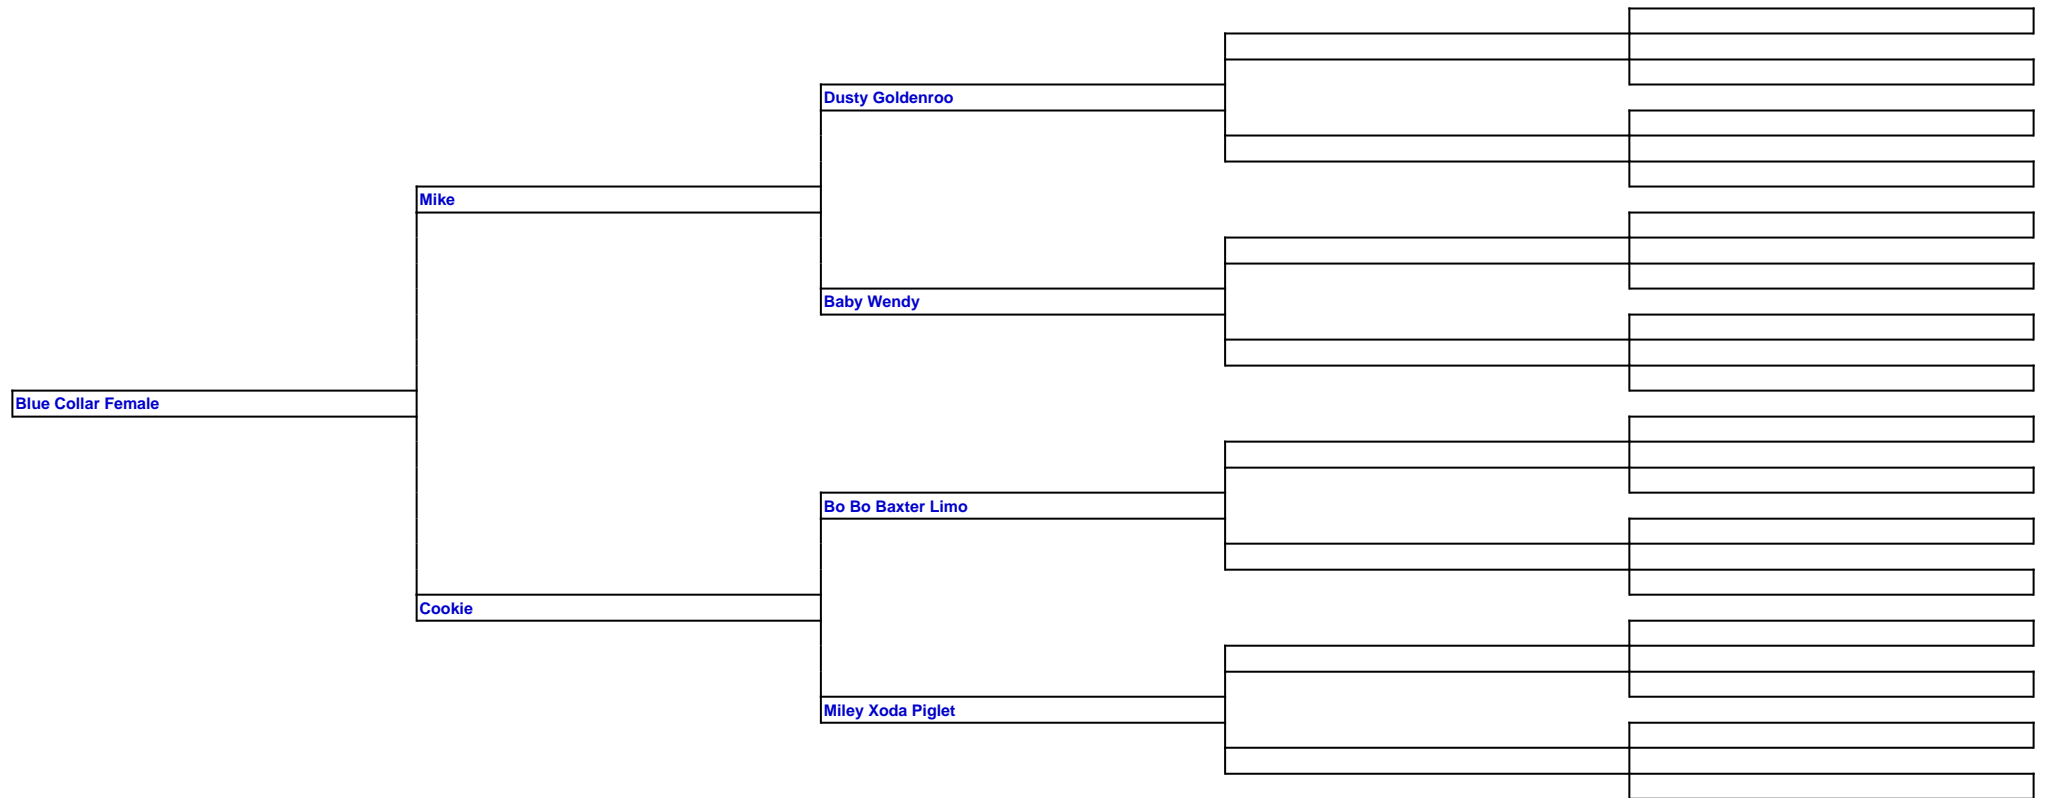 Dusty Goldenroo
Mike
Baby Wendy
Blue Collar Female
Bo Bo Baxter Limo
Cookie
Miley Xoda Piglet